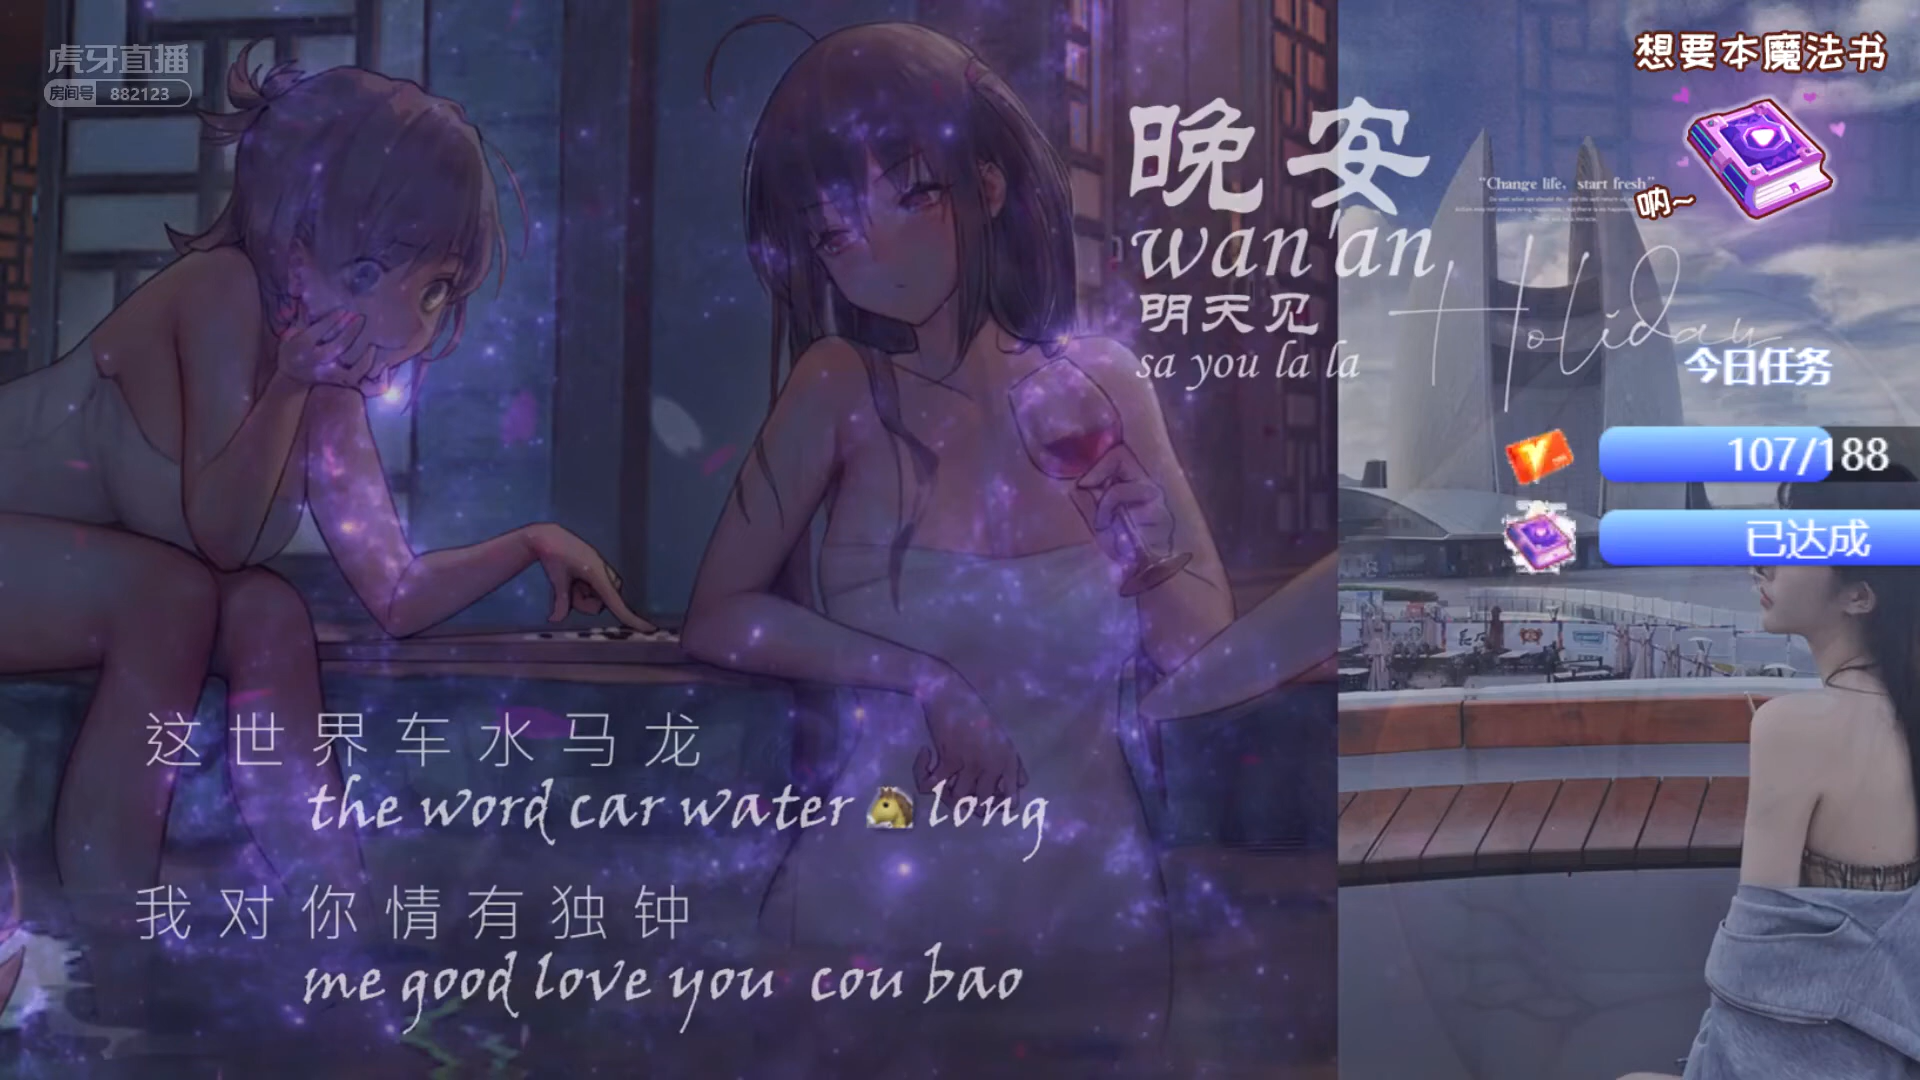 虎牙直播
房间号 882123
想要本魔法书
呐~
晚安
wan'an
明天见
sa you la la
"Change life, start fresh"
Holiday
今日任务
107/188
已达成
这世界车水马龙
the word car water long
我对你情有独钟
me good love you cou bao